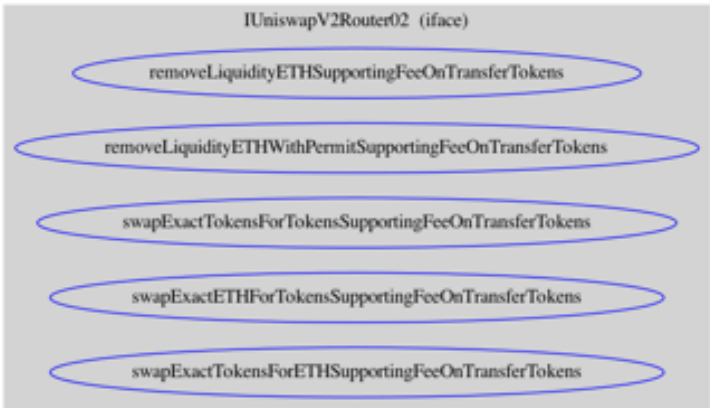 IUniswapV2Router02 (iface)
removeLiquidityETHSupportingFeeOnTransferTokens
removeLiquidityETHWithPermitSupportingFeeOnTransferTokens
swapExactTokensForTokensSupportingFeeOnTransferTokens
swapExactETHForTokensSupportingFeeOnTransferTokens
swapExactTokensForETHSupportingFeeOnTransferTokens